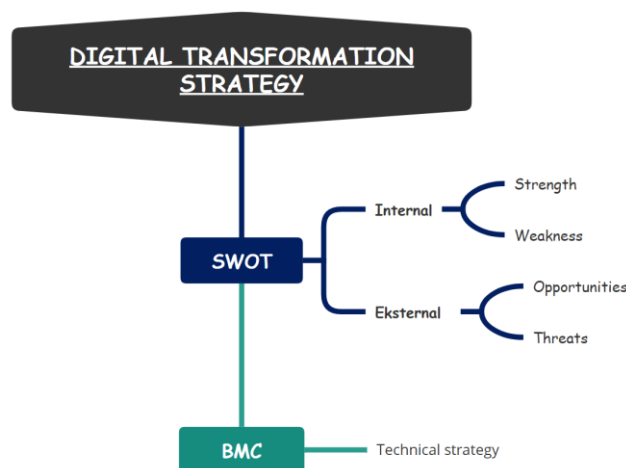 DIGITAL TRANSFORMATION
STRATEGY
Strength
Internal
Weakness
SWOT
Opportunities
Eksternal
Threats
BMC
Technical strategy